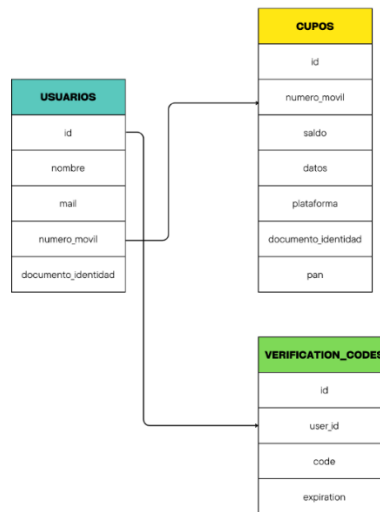 USUARIOS
id
nombre
mail
numero_movil
documento_identidad
CUPOS
id
numero_movil
saldo
datos
plataforma
documento_identidad
pan
VERIFICATION_CODES
id
user_id
code
expiration